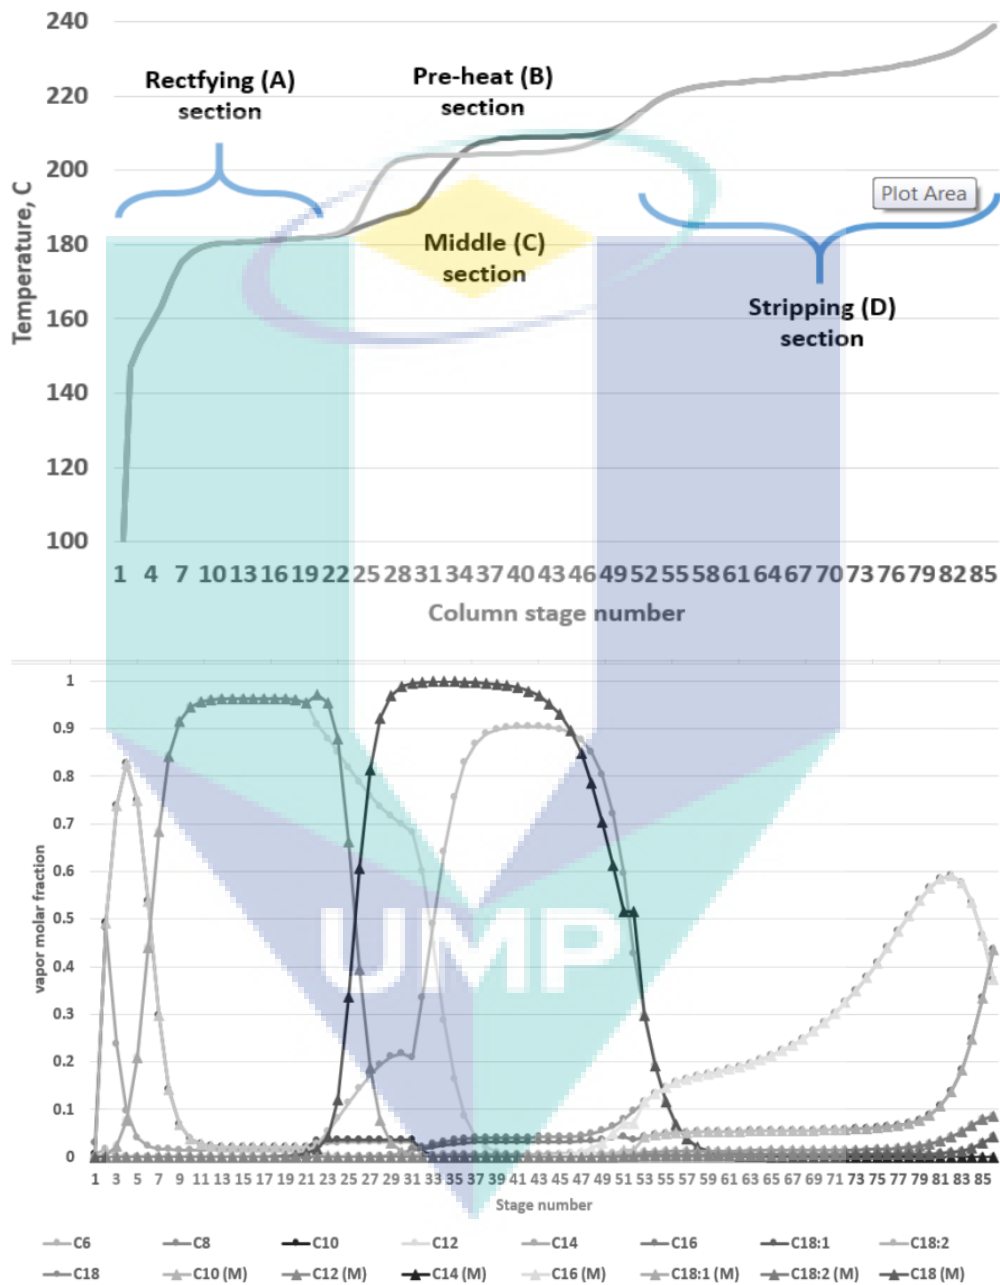 240
220
200
180
160
140
120
100
Temperature, C
Rectfying (A)
section
Pre-heat (B)
section
Middle (C)
section
Plot Area
Stripping (D)
section
1 4 7 10 13 16 19 22 25 28 31 34 37 40 43 46 49 52 55 58 61 64 67 70 73 76 79 82 85
Column stage number
1
0.9
0.8
0.7
0.6
0.5
0.4
0.3
0.2
0.1
0
vapor molar fraction
UMP
1 3 5 7 9 11 13 15 17 19 21 23 25 27 29 31 33 35 37 39 41 43 45 47 49 51 53 55 57 59 61 63 65 67 69 71 73 75 77 79 81 83 85
Stage number
C6 C8 C10 C12 C14 C16 C18:1 C18:2
C18 C10 (M) C12 (M) C14 (M) C16 (M) C18:1 (M) C18:2 (M) C18 (M)